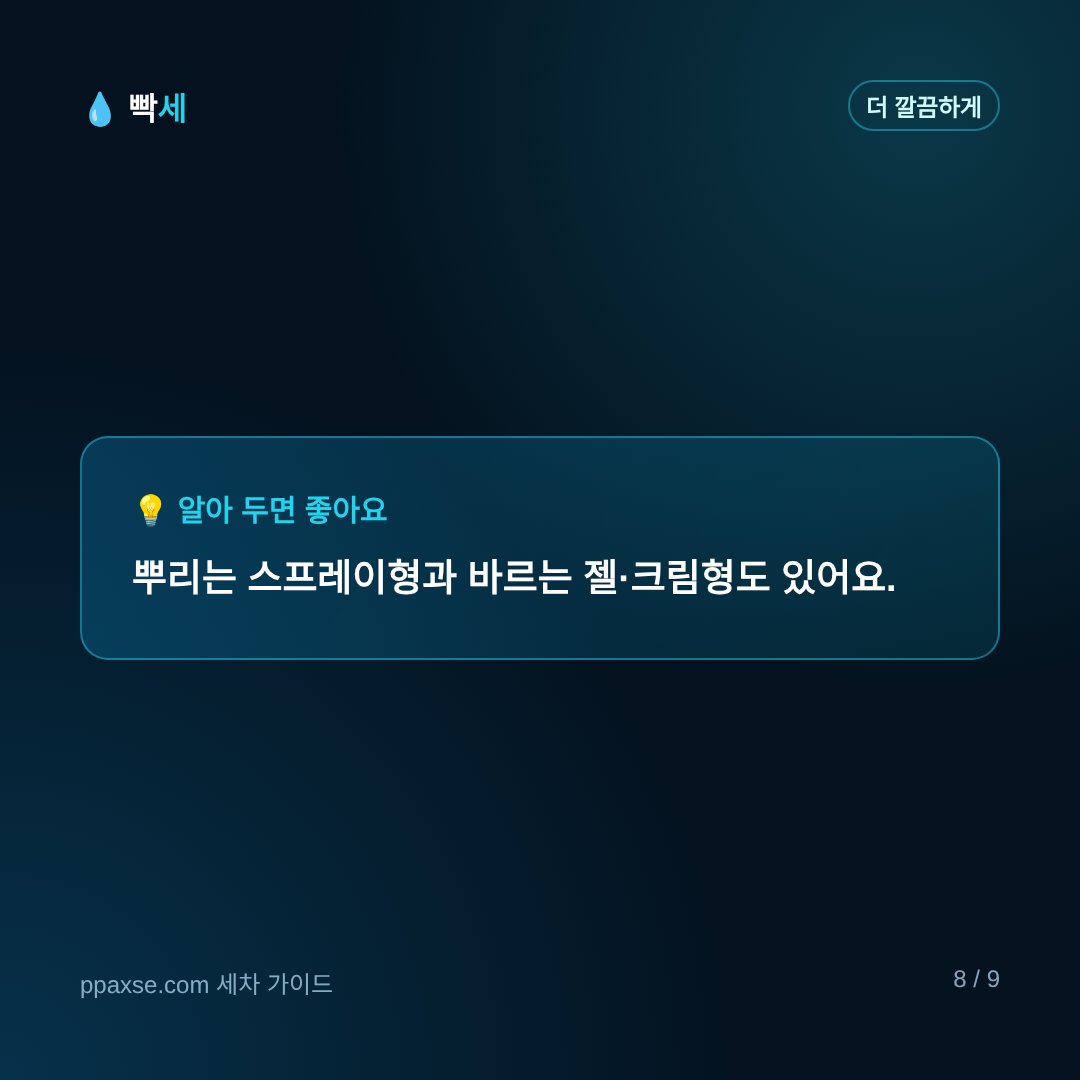 💧 빡세
더 깔끔하게
💡 알아 두면 좋아요
뿌리는 스프레이형과 바르는 젤·크림형도 있어요.
ppaxse.com 세차 가이드
8 / 9